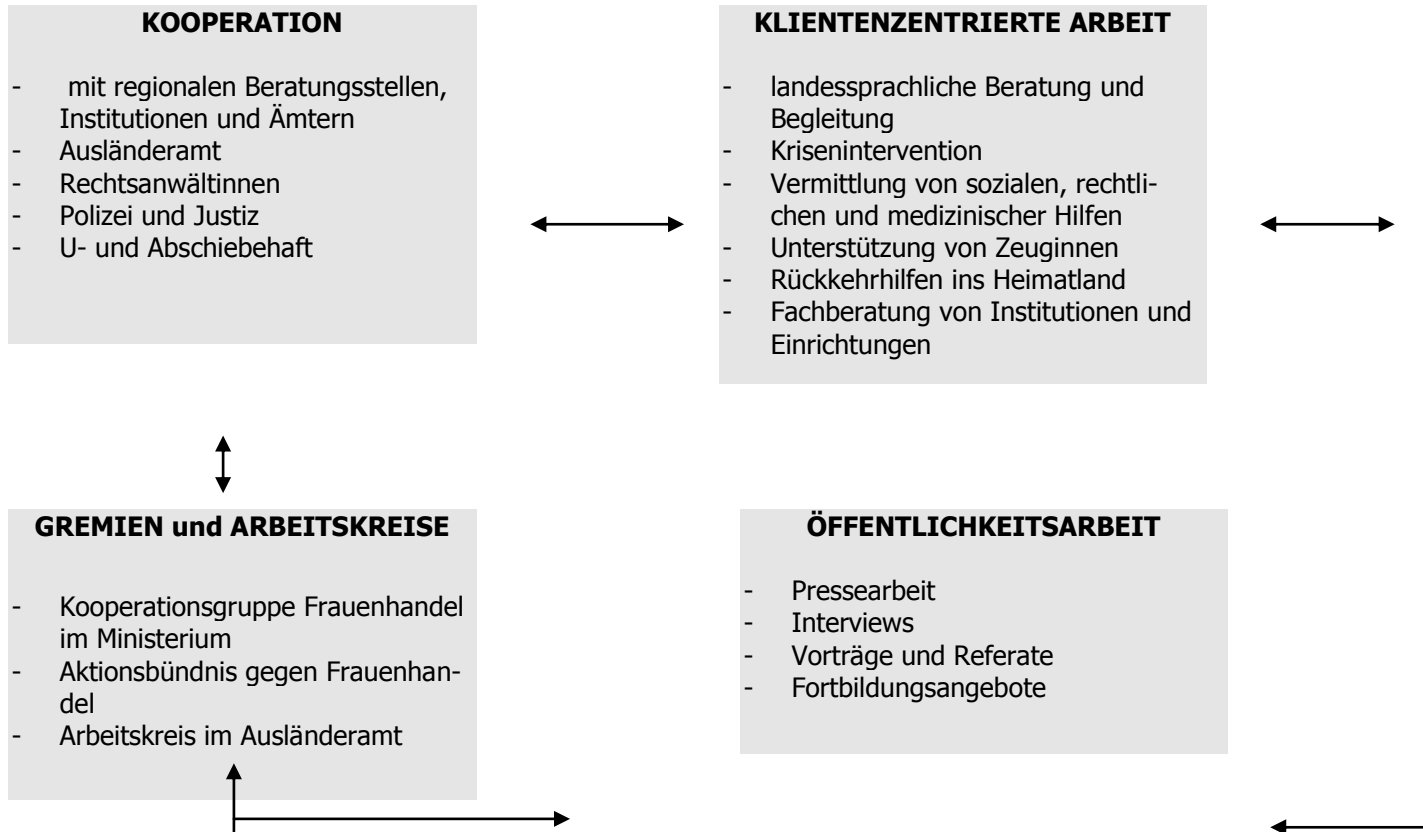 KOOPERATION
- mit regionalen Beratungsstellen,
Institutionen und Ämtern
- Ausländeramt
- Rechtsanwältinnen
- Polizei und Justiz
- U- und Abschiebehaft
KLIENTENZENTRIERTE ARBEIT
- landessprachliche Beratung und
Begleitung
- Krisenintervention
- Vermittlung von sozialen, rechtli-
chen und medizinischer Hilfen
- Unterstützung von Zeuginnen
- Rückkehrhilfen ins Heimatland
- Fachberatung von Institutionen und
Einrichtungen
GREMIEN und ARBEITSKREISE
- Kooperationsgruppe Frauenhandel
im Ministerium
- Aktionsbündnis gegen Frauenhan-
del
- Arbeitskreis im Ausländeramt
ÖFFENTLICHKEITSARBEIT
- Pressearbeit
- Interviews
- Vorträge und Referate
- Fortbildungsangebote